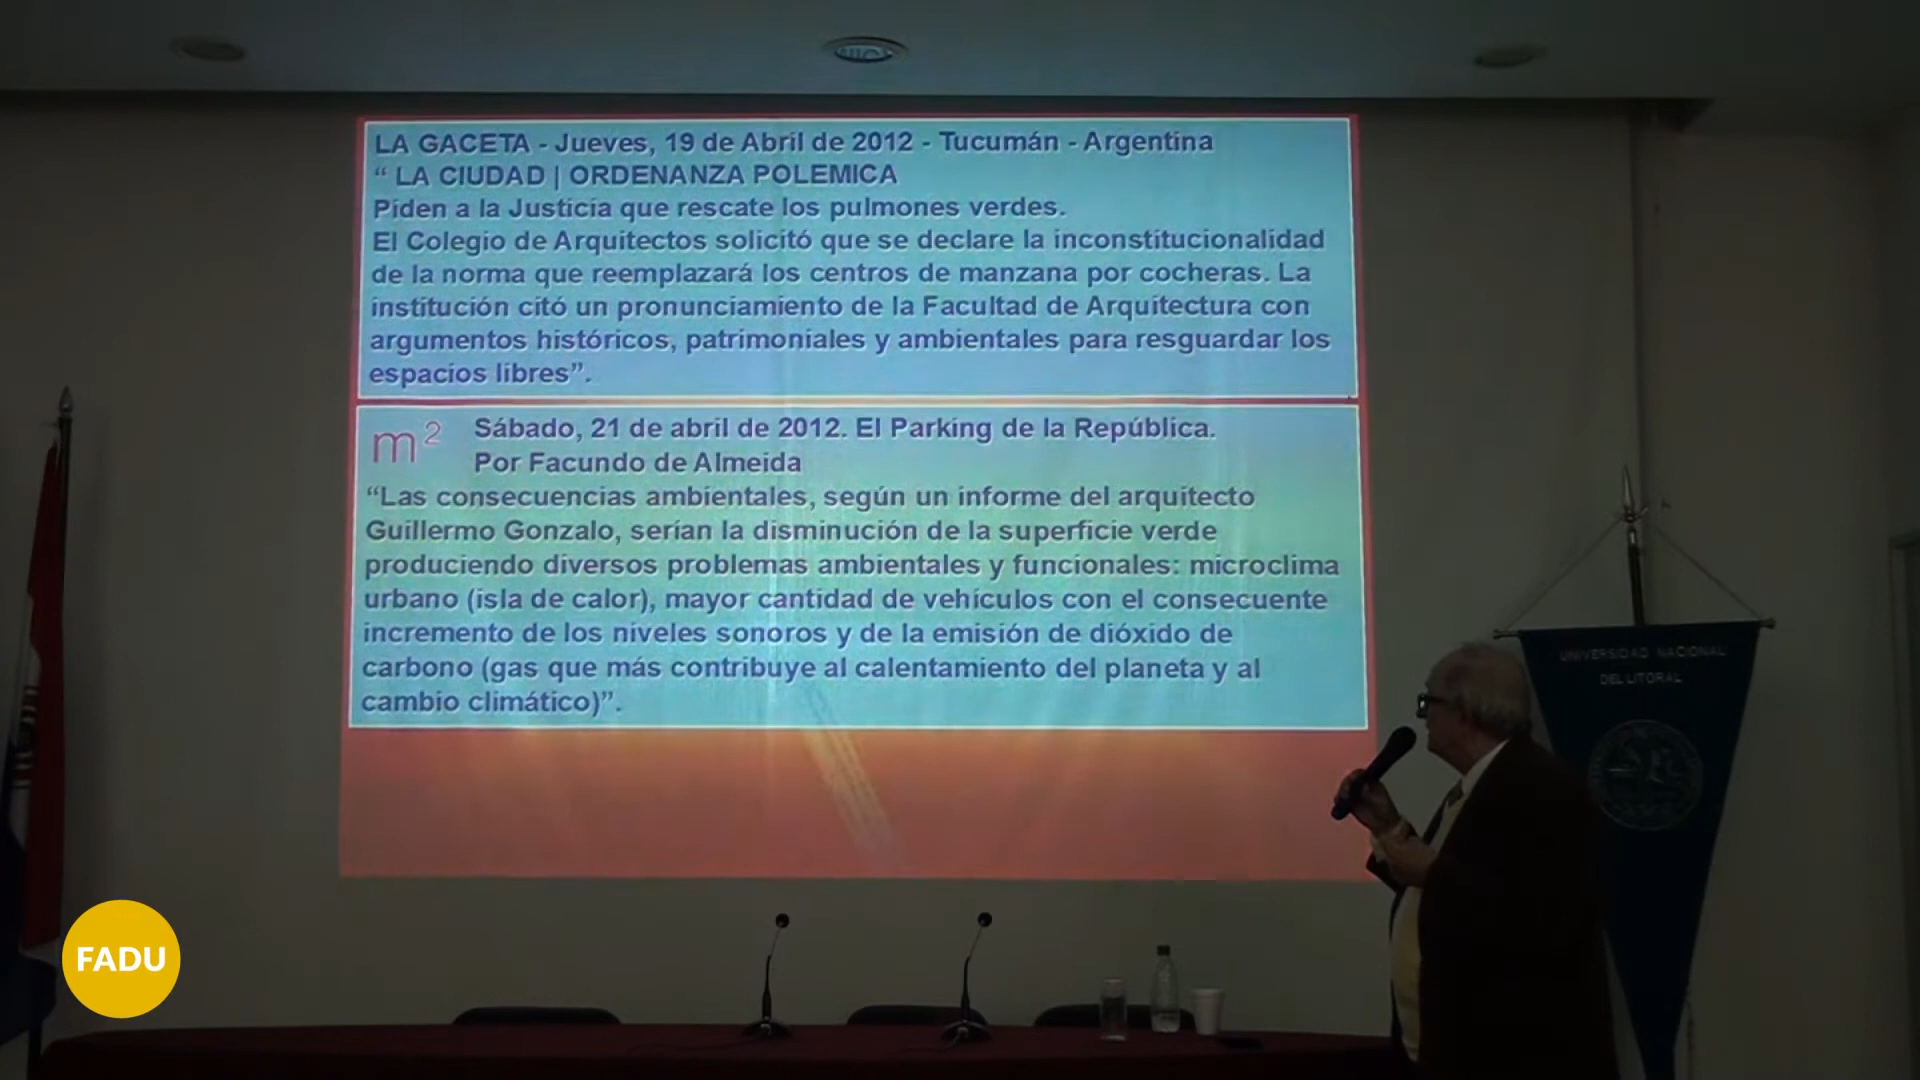 LA GACETA - Jueves, 19 de Abril de 2012 - Tucumán - Argentina
“ LA CIUDAD | ORDENANZA POLEMICA
Piden a la Justicia que rescate los pulmones verdes.
El Colegio de Arquitectos solicitó que se declare la inconstitucionalidad
de la norma que reemplazará los centros de manzana por cocheras. La
institución citó un pronunciamiento de la Facultad de Arquitectura con
argumentos históricos, patrimoniales y ambientales para resguardar los
espacios libres”.
m²
Sábado, 21 de abril de 2012. El Parking de la República.
Por Facundo de Almeida
“Las consecuencias ambientales, según un informe del arquitecto
Guillermo Gonzalo, serían la disminución de la superficie verde
produciendo diversos problemas ambientales y funcionales: microclima
urbano (isla de calor), mayor cantidad de vehículos con el consecuente
incremento de los niveles sonoros y de la emisión de dióxido de
carbono (gas que más contribuye al calentamiento del planeta y al
cambio climático)”.
UNIVERSIDAD NACIONAL
DEL LITORAL
FADU